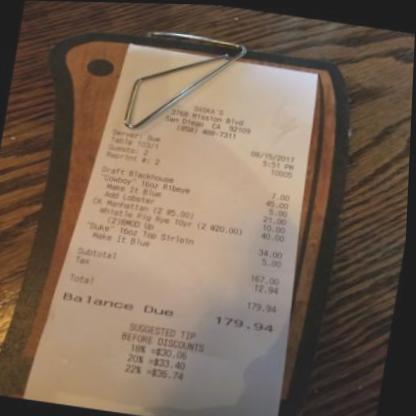 SASKA'S
3768 Mission Blvd
San Diego CA 92109
(858) 488-7311
Server: Sue
Table 103/1
Guests: 2
Reprint #: 2
08/15/2017
5:51 PM
10005
Draft Blackhouse 7.00
"Cowboy" 16oz Ribeye 45.00
Make It Blue 5.00
Add Lobster 21.00
CK Manhattan (2 @5.00) 10.00
Whistle Pig Rye 10yr (2 @20.00) 40.00
(2)BMOD Up
"Duke" 16oz Top Sirloin 34.00
Make It Blue 5.00
Subtotal 167.00
Tax 12.94
Total 179.94
Balance Due 179.94
SUGGESTED TIP
BEFORE DISCOUNTS
18% =$30.06
20% =$33.40
22% =$36.74